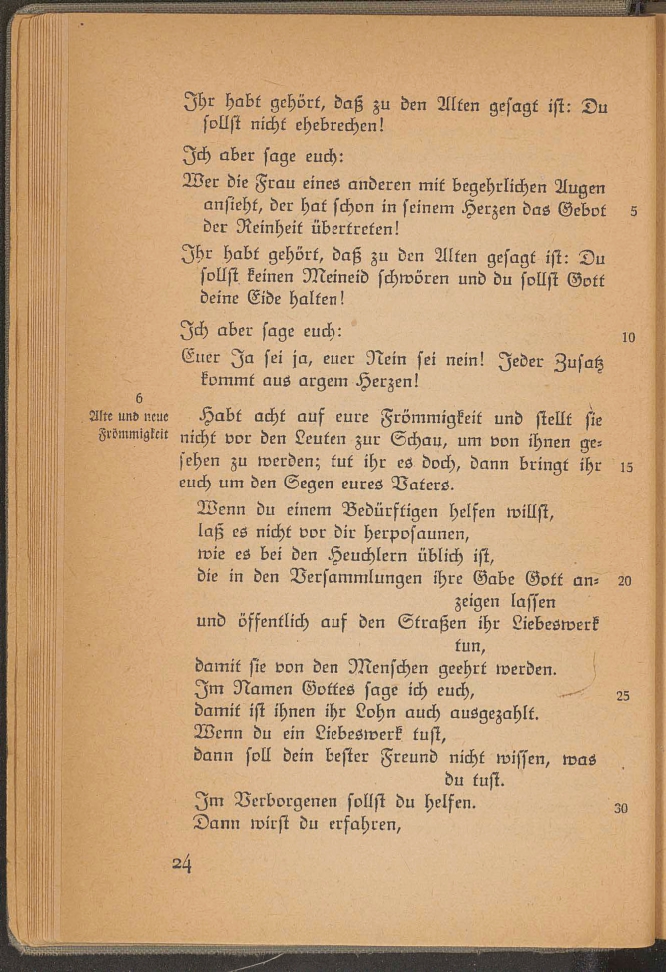 Ihr habt gehört, daß zu den Alten gesagt ist: Du
sollst nicht ehebrechen!
Ich aber sage euch:
Wer die Frau eines anderen mit begehrlichen Augen
ansieht, der hat schon in seinem Herzen das Gebot 5
der Reinheit übertreten!
Ihr habt gehört, daß zu den Alten gesagt ist: Du
sollst keinen Meineid schwören und du sollst Gott
deine Eide halten!
Ich aber sage euch: 10
Euer Ja sei ja, euer Nein sei nein! Jeder Zusatz
kommt aus argem Herzen!
6
Alte und neue
Frömmigkeit
Habt acht auf eure Frömmigkeit und stellt sie
nicht vor den Leuten zur Schau, um von ihnen ge-
sehen zu werden; tut ihr es doch, dann bringt ihr 15
euch um den Segen eures Vaters.
Wenn du einem Bedürftigen helfen willst,
laß es nicht vor dir herposaunen,
wie es bei den Heuchlern üblich ist,
die in den Versammlungen ihre Gabe Gott an- 20
zeigen lassen
und öffentlich auf den Straßen ihr Liebeswerk
tun,
damit sie von den Menschen geehrt werden.
Im Namen Gottes sage ich euch, 25
damit ist ihnen ihr Lohn auch ausgezahlt.
Wenn du ein Liebeswerk tust,
dann soll dein bester Freund nicht wissen, was
du tust.
Im Verborgenen sollst du helfen. 30
Dann wirst du erfahren,
24